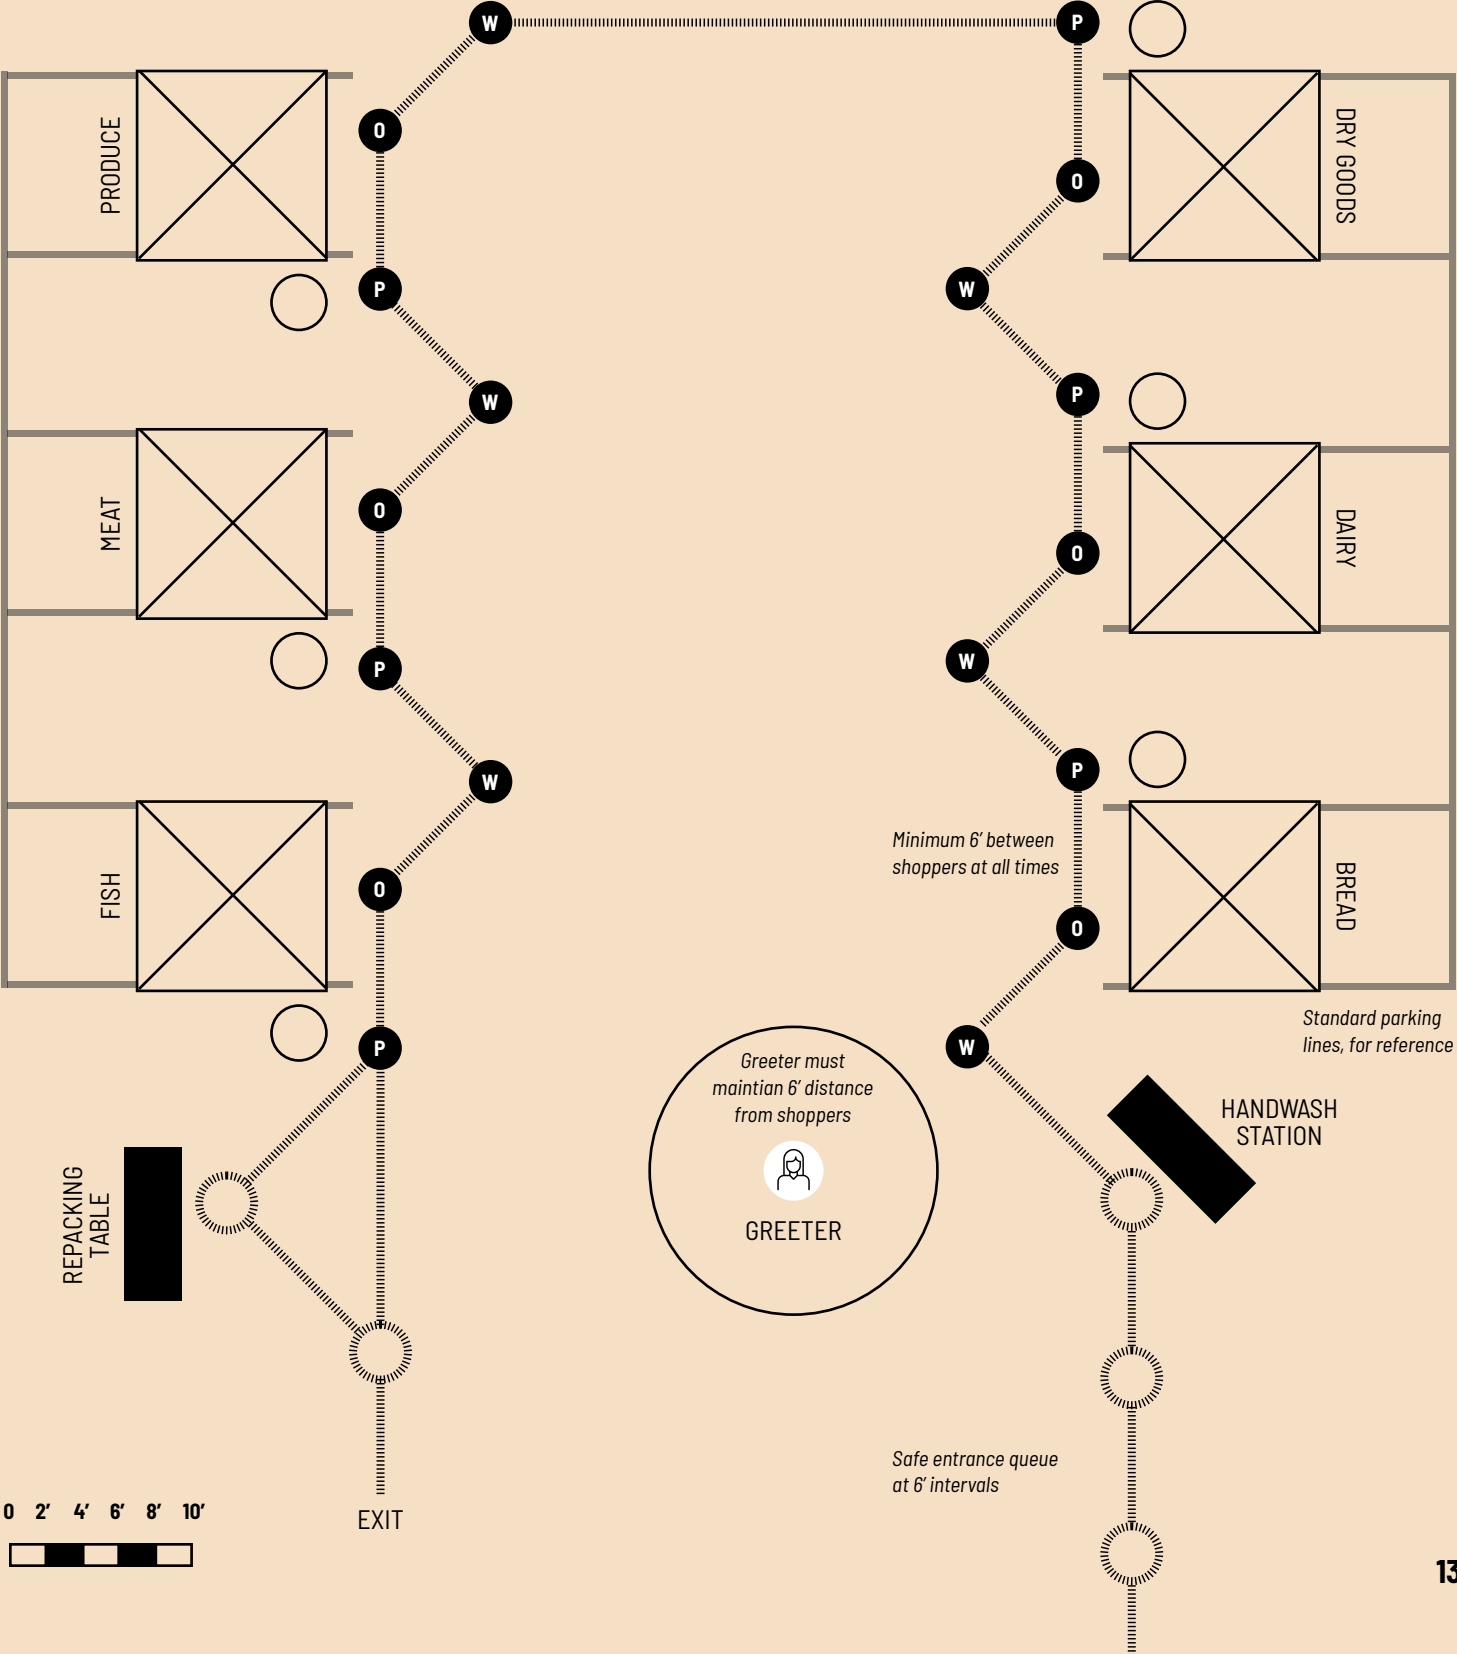 W
P
O
PRODUCE
DRY GOODS
O
P
W
W
P
MEAT
O
DAIRY
O
P
W
W
P
Minimum 6’ between
shoppers at all times
FISH
O
BREAD
O
Standard parking
lines, for reference
P
W
Greeter must
maintian 6’ distance
from shoppers
GREETER
HANDWASH
STATION
REPACKING
TABLE
Safe entrance queue
at 6’ intervals
EXIT
0 2’ 4’ 6’ 8’ 10’
13